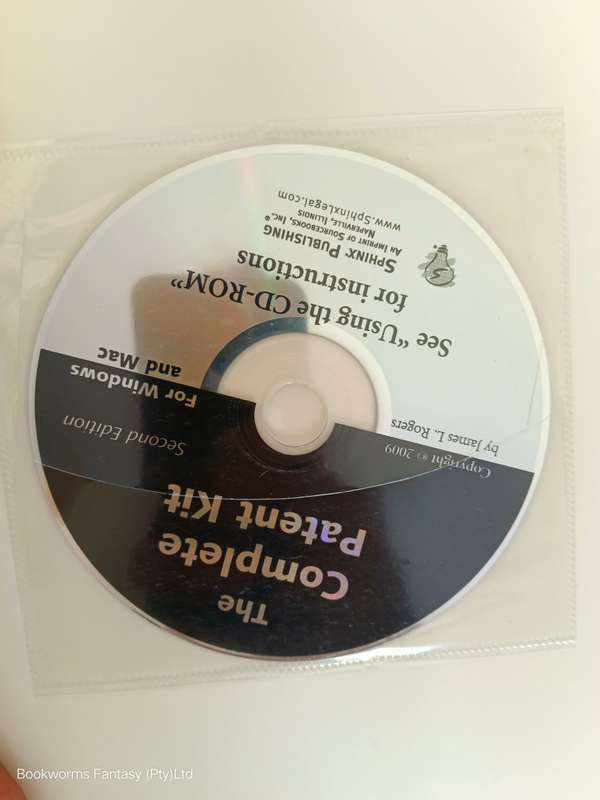 The
Complete
Patent Kit
Second Edition
Copyright © 2009
by James L. Rogers
For Windows
and Mac
See “Using the CD-ROM”
for instructions
SPHINX® PUBLISHING
AN IMPRINT OF SOURCEBOOKS, INC.®
NAPERVILLE, ILLINOIS
www.SphinxLegal.com
Bookworms Fantasy (Pty)Ltd